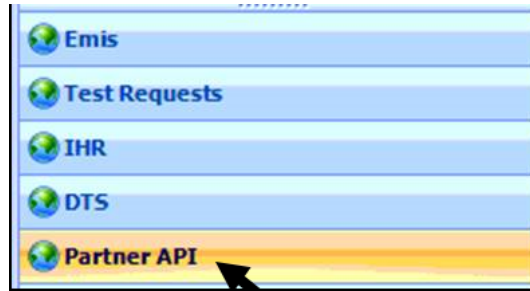 Emis
Test Requests
IHR
DTS
Partner API